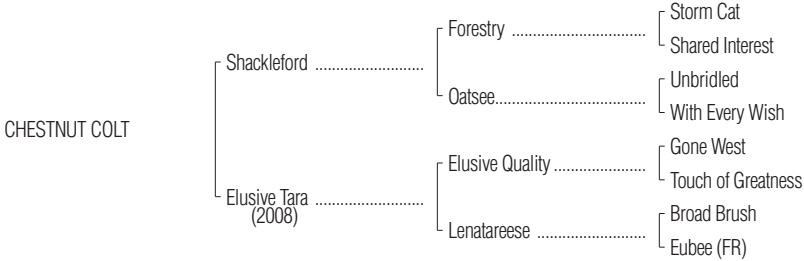 Storm Cat
Forestry ..............................
Shared Interest
Shackleford ........................
Unbridled
Oatsee..................................
With Every Wish
CHESTNUT COLT
Gone West
Elusive Quality ....................
Touch of Greatness
Elusive Tara ........................
(2008)
Broad Brush
Lenatareese ........................
Eubee (FR)